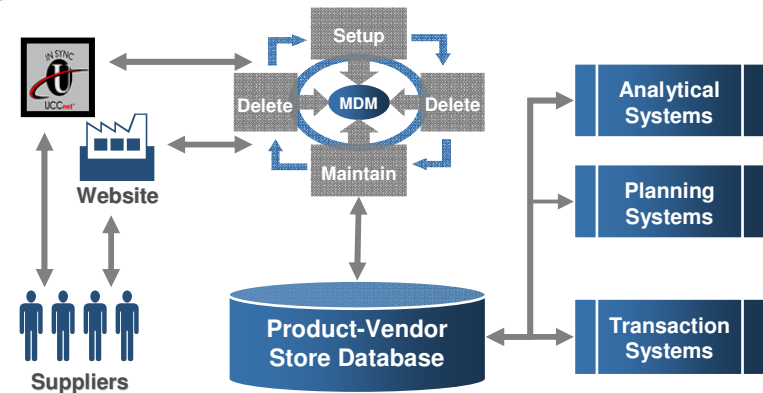 IN SYNC
U
UCCnet
Website
Suppliers
Setup
Delete
MDM
Delete
Maintain
Product-Vendor
Store Database
Analytical
Systems
Planning
Systems
Transaction
Systems